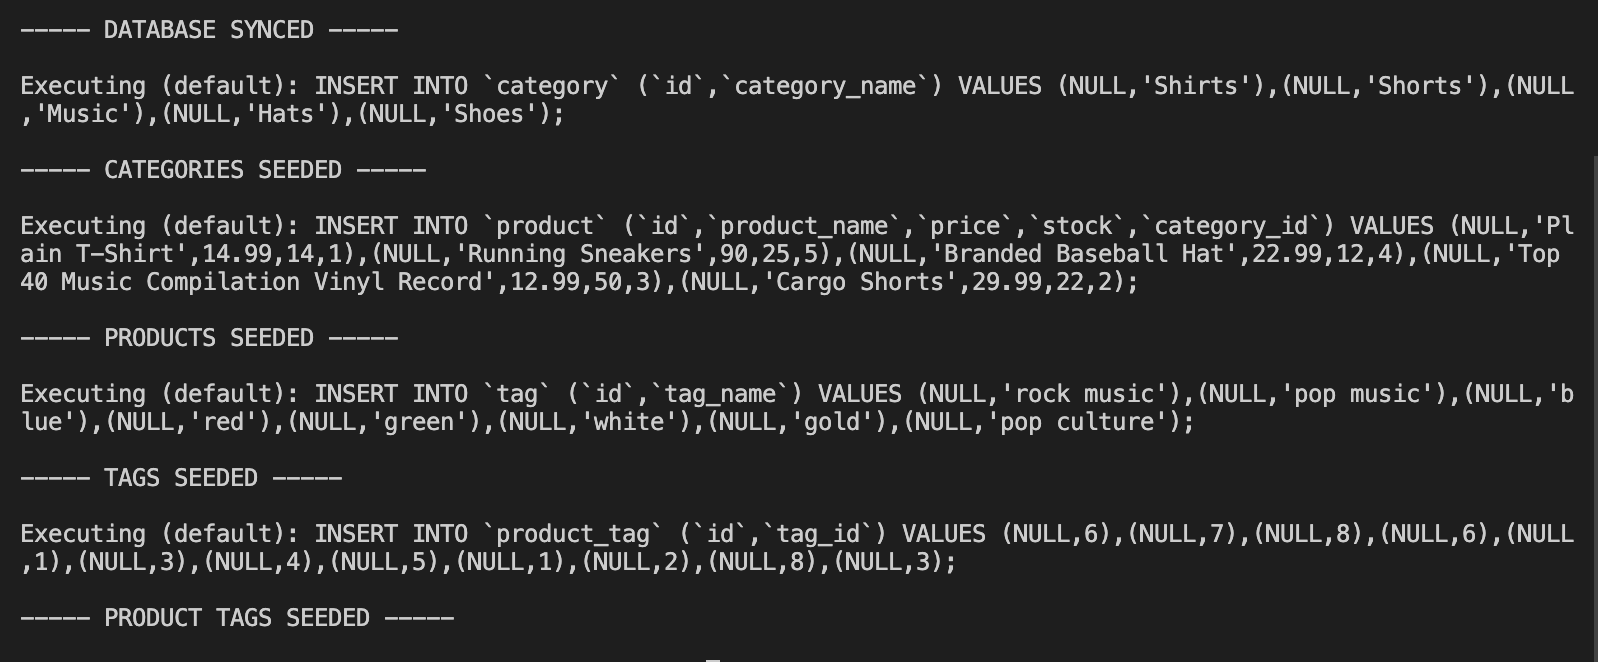 ----- DATABASE SYNCED -----
Executing (default): INSERT INTO `category` (`id`,`category_name`) VALUES (NULL,'Shirts'),(NULL,'Shorts'),(NULL
,'Music'),(NULL,'Hats'),(NULL,'Shoes');
----- CATEGORIES SEEDED -----
Executing (default): INSERT INTO `product` (`id`,`product_name`,`price`,`stock`,`category_id`) VALUES (NULL,'Pl
ain T-Shirt',14.99,14,1),(NULL,'Running Sneakers',90,25,5),(NULL,'Branded Baseball Hat',22.99,12,4),(NULL,'Top
40 Music Compilation Vinyl Record',12.99,50,3),(NULL,'Cargo Shorts',29.99,22,2);
----- PRODUCTS SEEDED -----
Executing (default): INSERT INTO `tag` (`id`,`tag_name`) VALUES (NULL,'rock music'),(NULL,'pop music'),(NULL,'b
lue'),(NULL,'red'),(NULL,'green'),(NULL,'white'),(NULL,'gold'),(NULL,'pop culture');
----- TAGS SEEDED -----
Executing (default): INSERT INTO `product_tag` (`id`,`tag_id`) VALUES (NULL,6),(NULL,7),(NULL,8),(NULL,6),(NULL
,1),(NULL,3),(NULL,4),(NULL,5),(NULL,1),(NULL,2),(NULL,8),(NULL,3);
----- PRODUCT TAGS SEEDED -----